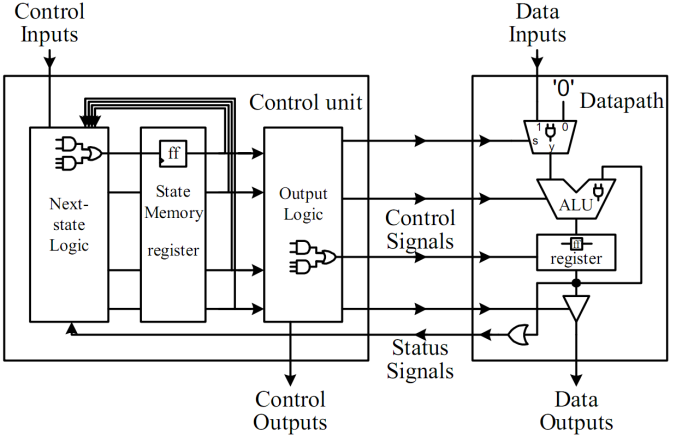 Control
Inputs
Data
Inputs
Control unit
'0'
Datapath
1
0
s
y
ff
Next-
state
Logic
State
Memory
register
Output
Logic
ALU
Control
Signals
ff
register
Status
Signals
Control
Outputs
Data
Outputs